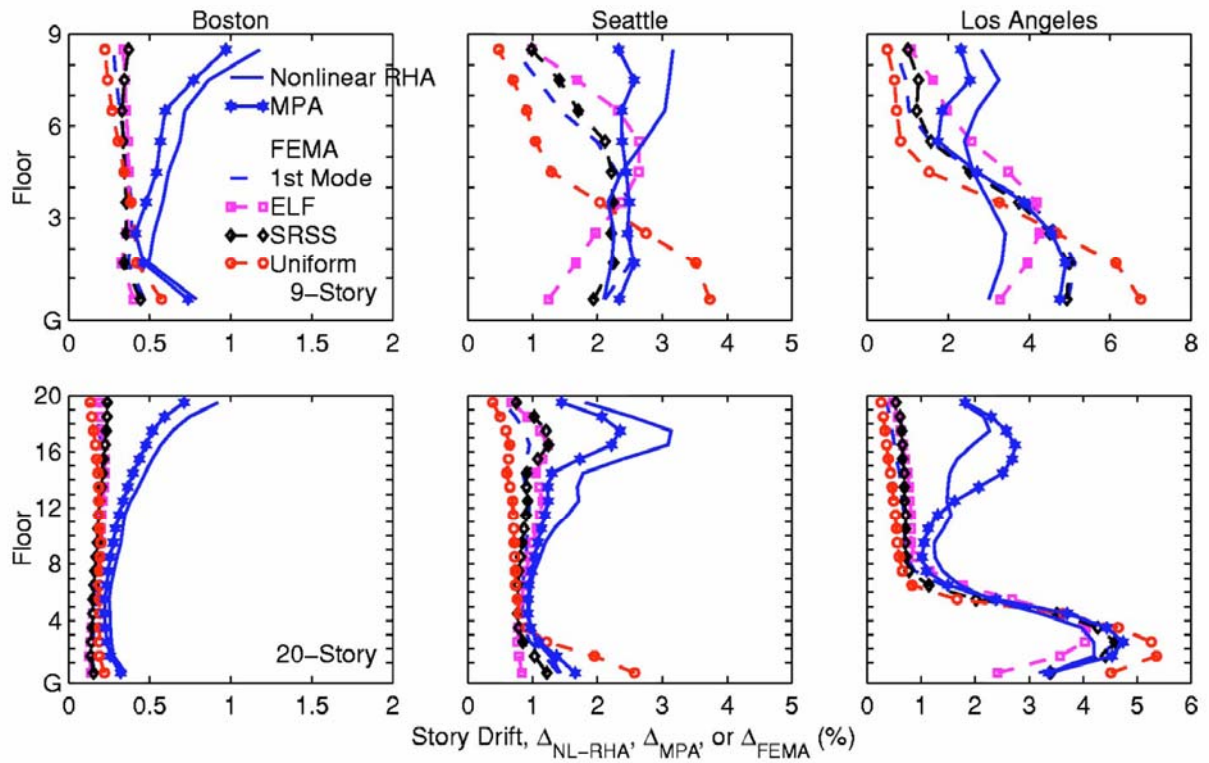 Boston
Seattle
Los Angeles
9
6
3
G
Floor
Nonlinear RHA
MPA
FEMA
1st Mode
ELF
SRSS
Uniform
9−Story
0 0.5 1 1.5 2
0 1 2 3 4 5
0 2 4 6 8
20
16
12
8
4
G
Floor
20−Story
0 0.5 1 1.5 2
0 1 2 3 4 5
0 1 2 3 4 5 6
Story Drift, Δ_NL−RHA, Δ_MPA, or Δ_FEMA (%)